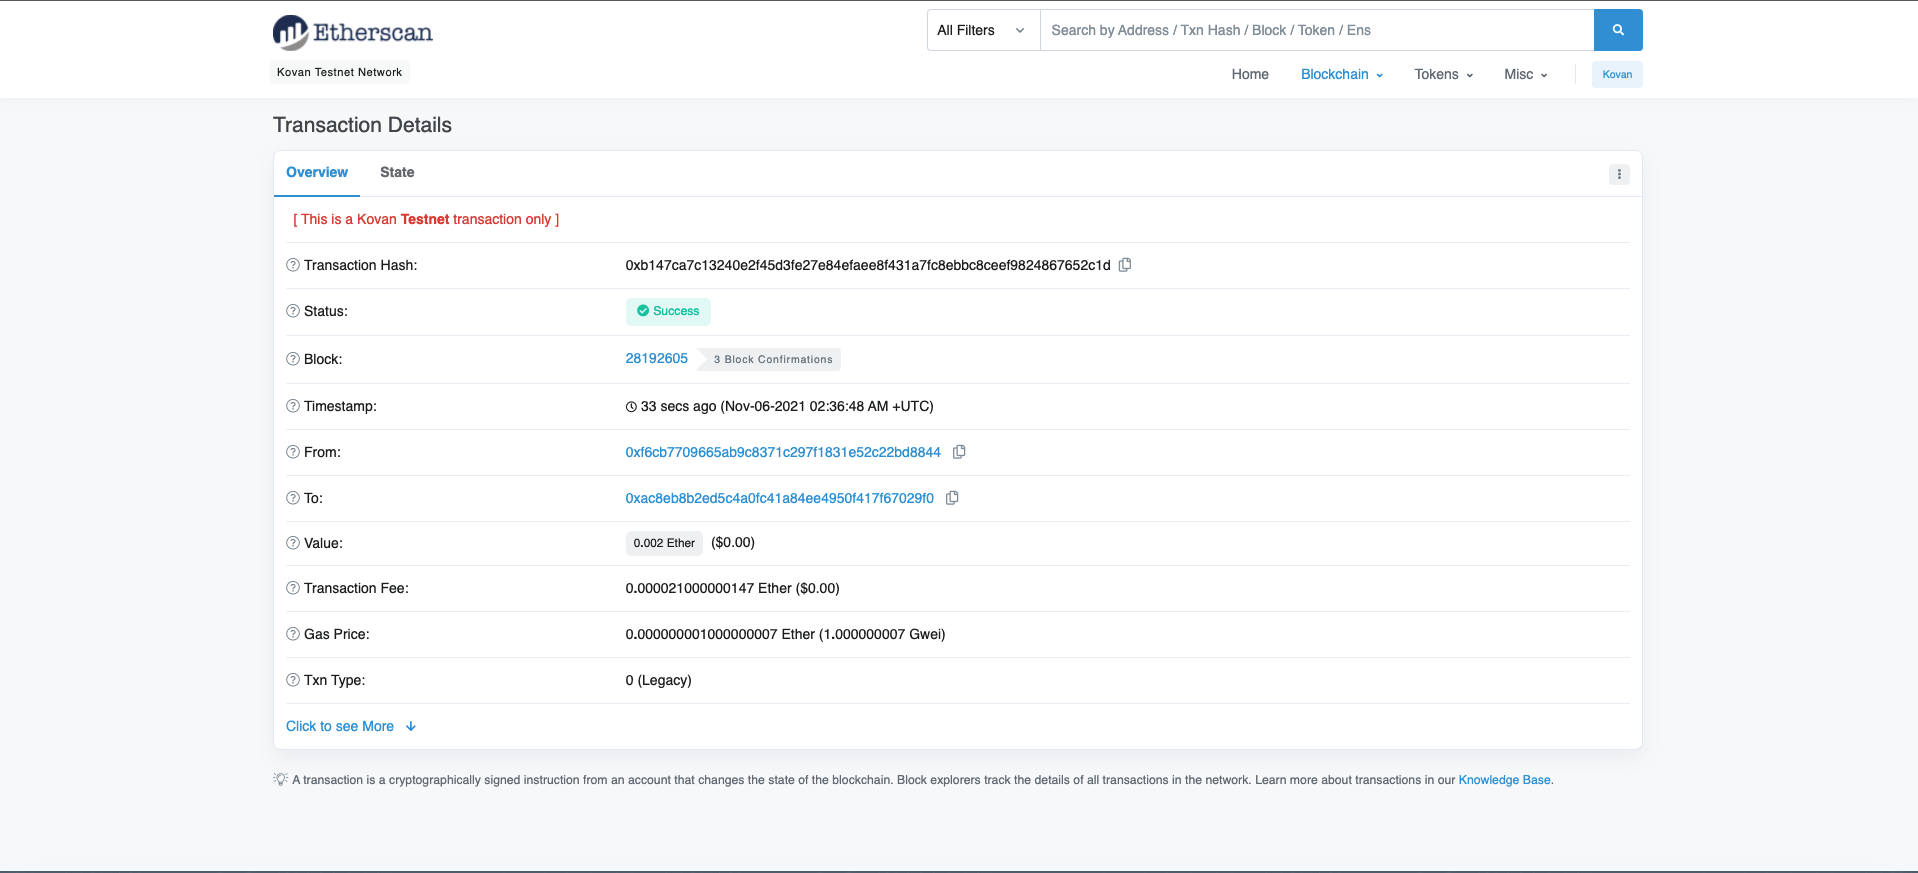 Etherscan
All Filters
Search by Address / Txn Hash / Block / Token / Ens
Kovan Testnet Network
Home Blockchain Tokens Misc Kovan
Transaction Details
Overview State
[ This is a Kovan Testnet transaction only ]
Transaction Hash: 0xb147ca7c13240e2f45d3fe27e84efaee8f431a7fc8ebbc8ceef9824867652c1d
Status: Success
Block: 28192605 3 Block Confirmations
Timestamp: 33 secs ago (Nov-06-2021 02:36:48 AM +UTC)
From: 0xf6cb7709665ab9c8371c297f1831e52c22bd8844
To: 0xac8eb8b2ed5c4a0fc41a84ee4950f417f67029f0
Value: 0.002 Ether ($0.00)
Transaction Fee: 0.000021000000147 Ether ($0.00)
Gas Price: 0.000000001000000007 Ether (1.000000007 Gwei)
Txn Type: 0 (Legacy)
Click to see More
A transaction is a cryptographically signed instruction from an account that changes the state of the blockchain. Block explorers track the details of all transactions in the network. Learn more about transactions in our Knowledge Base.